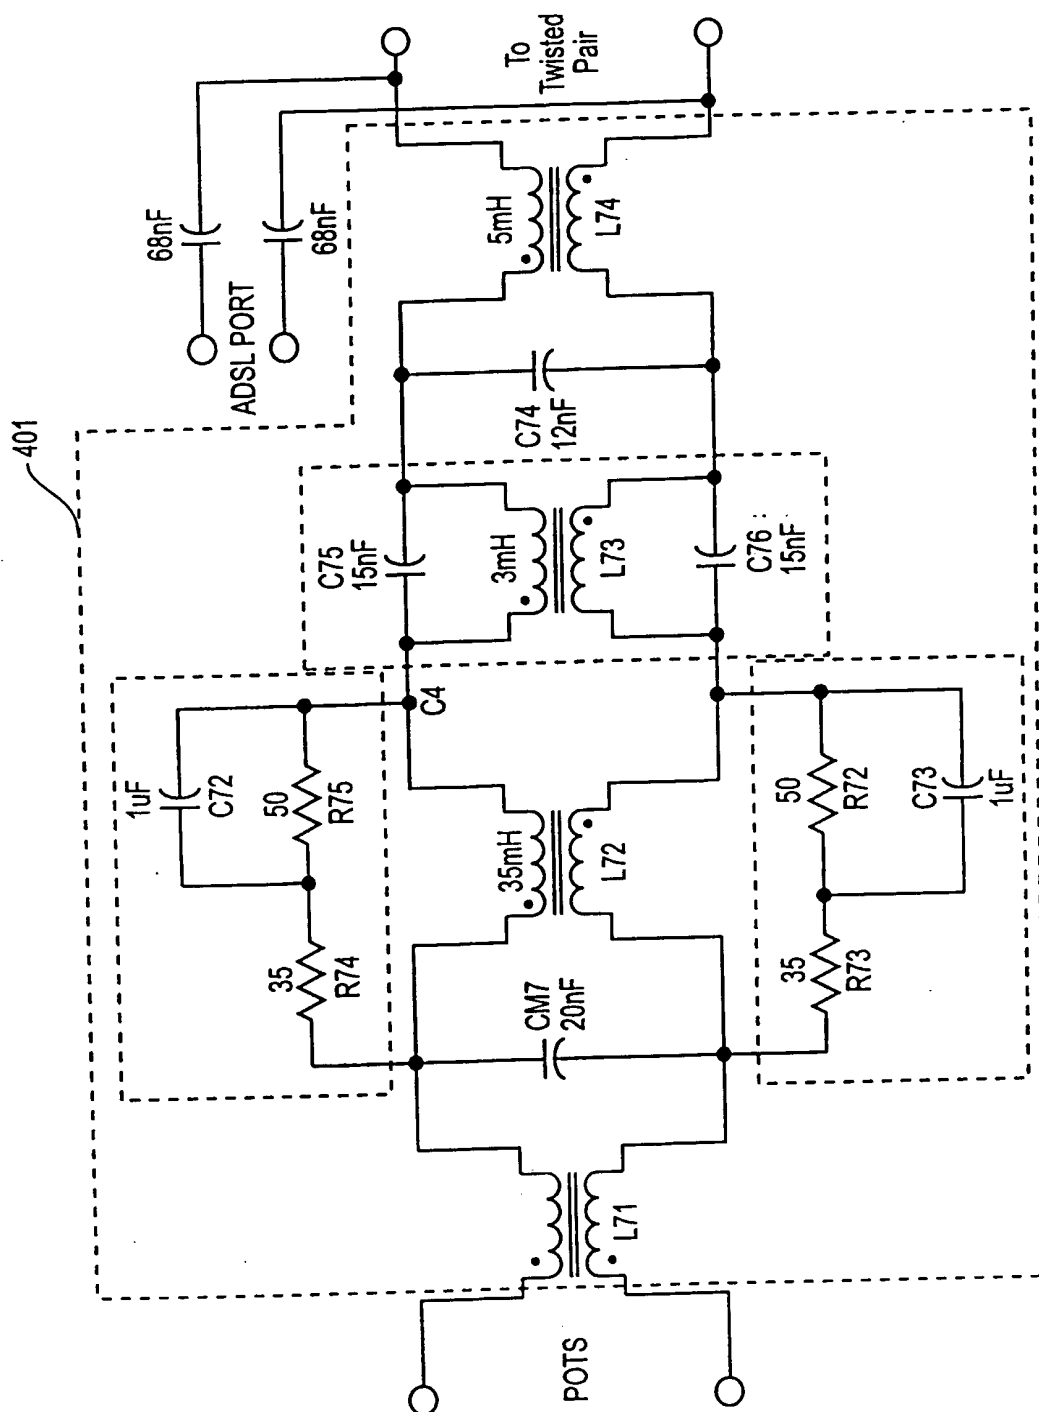 401
68nF
ADSL PORT
68nF
To
Twisted
Pair
5mH
L74
C74
12nF
C75
15nF
3mH
L73
C76
15nF
C4
1uF
C72
50
R75
35
R74
35mH
L72
CM7
20nF
50
R72
C73
1uF
35
R73
L71
POTS